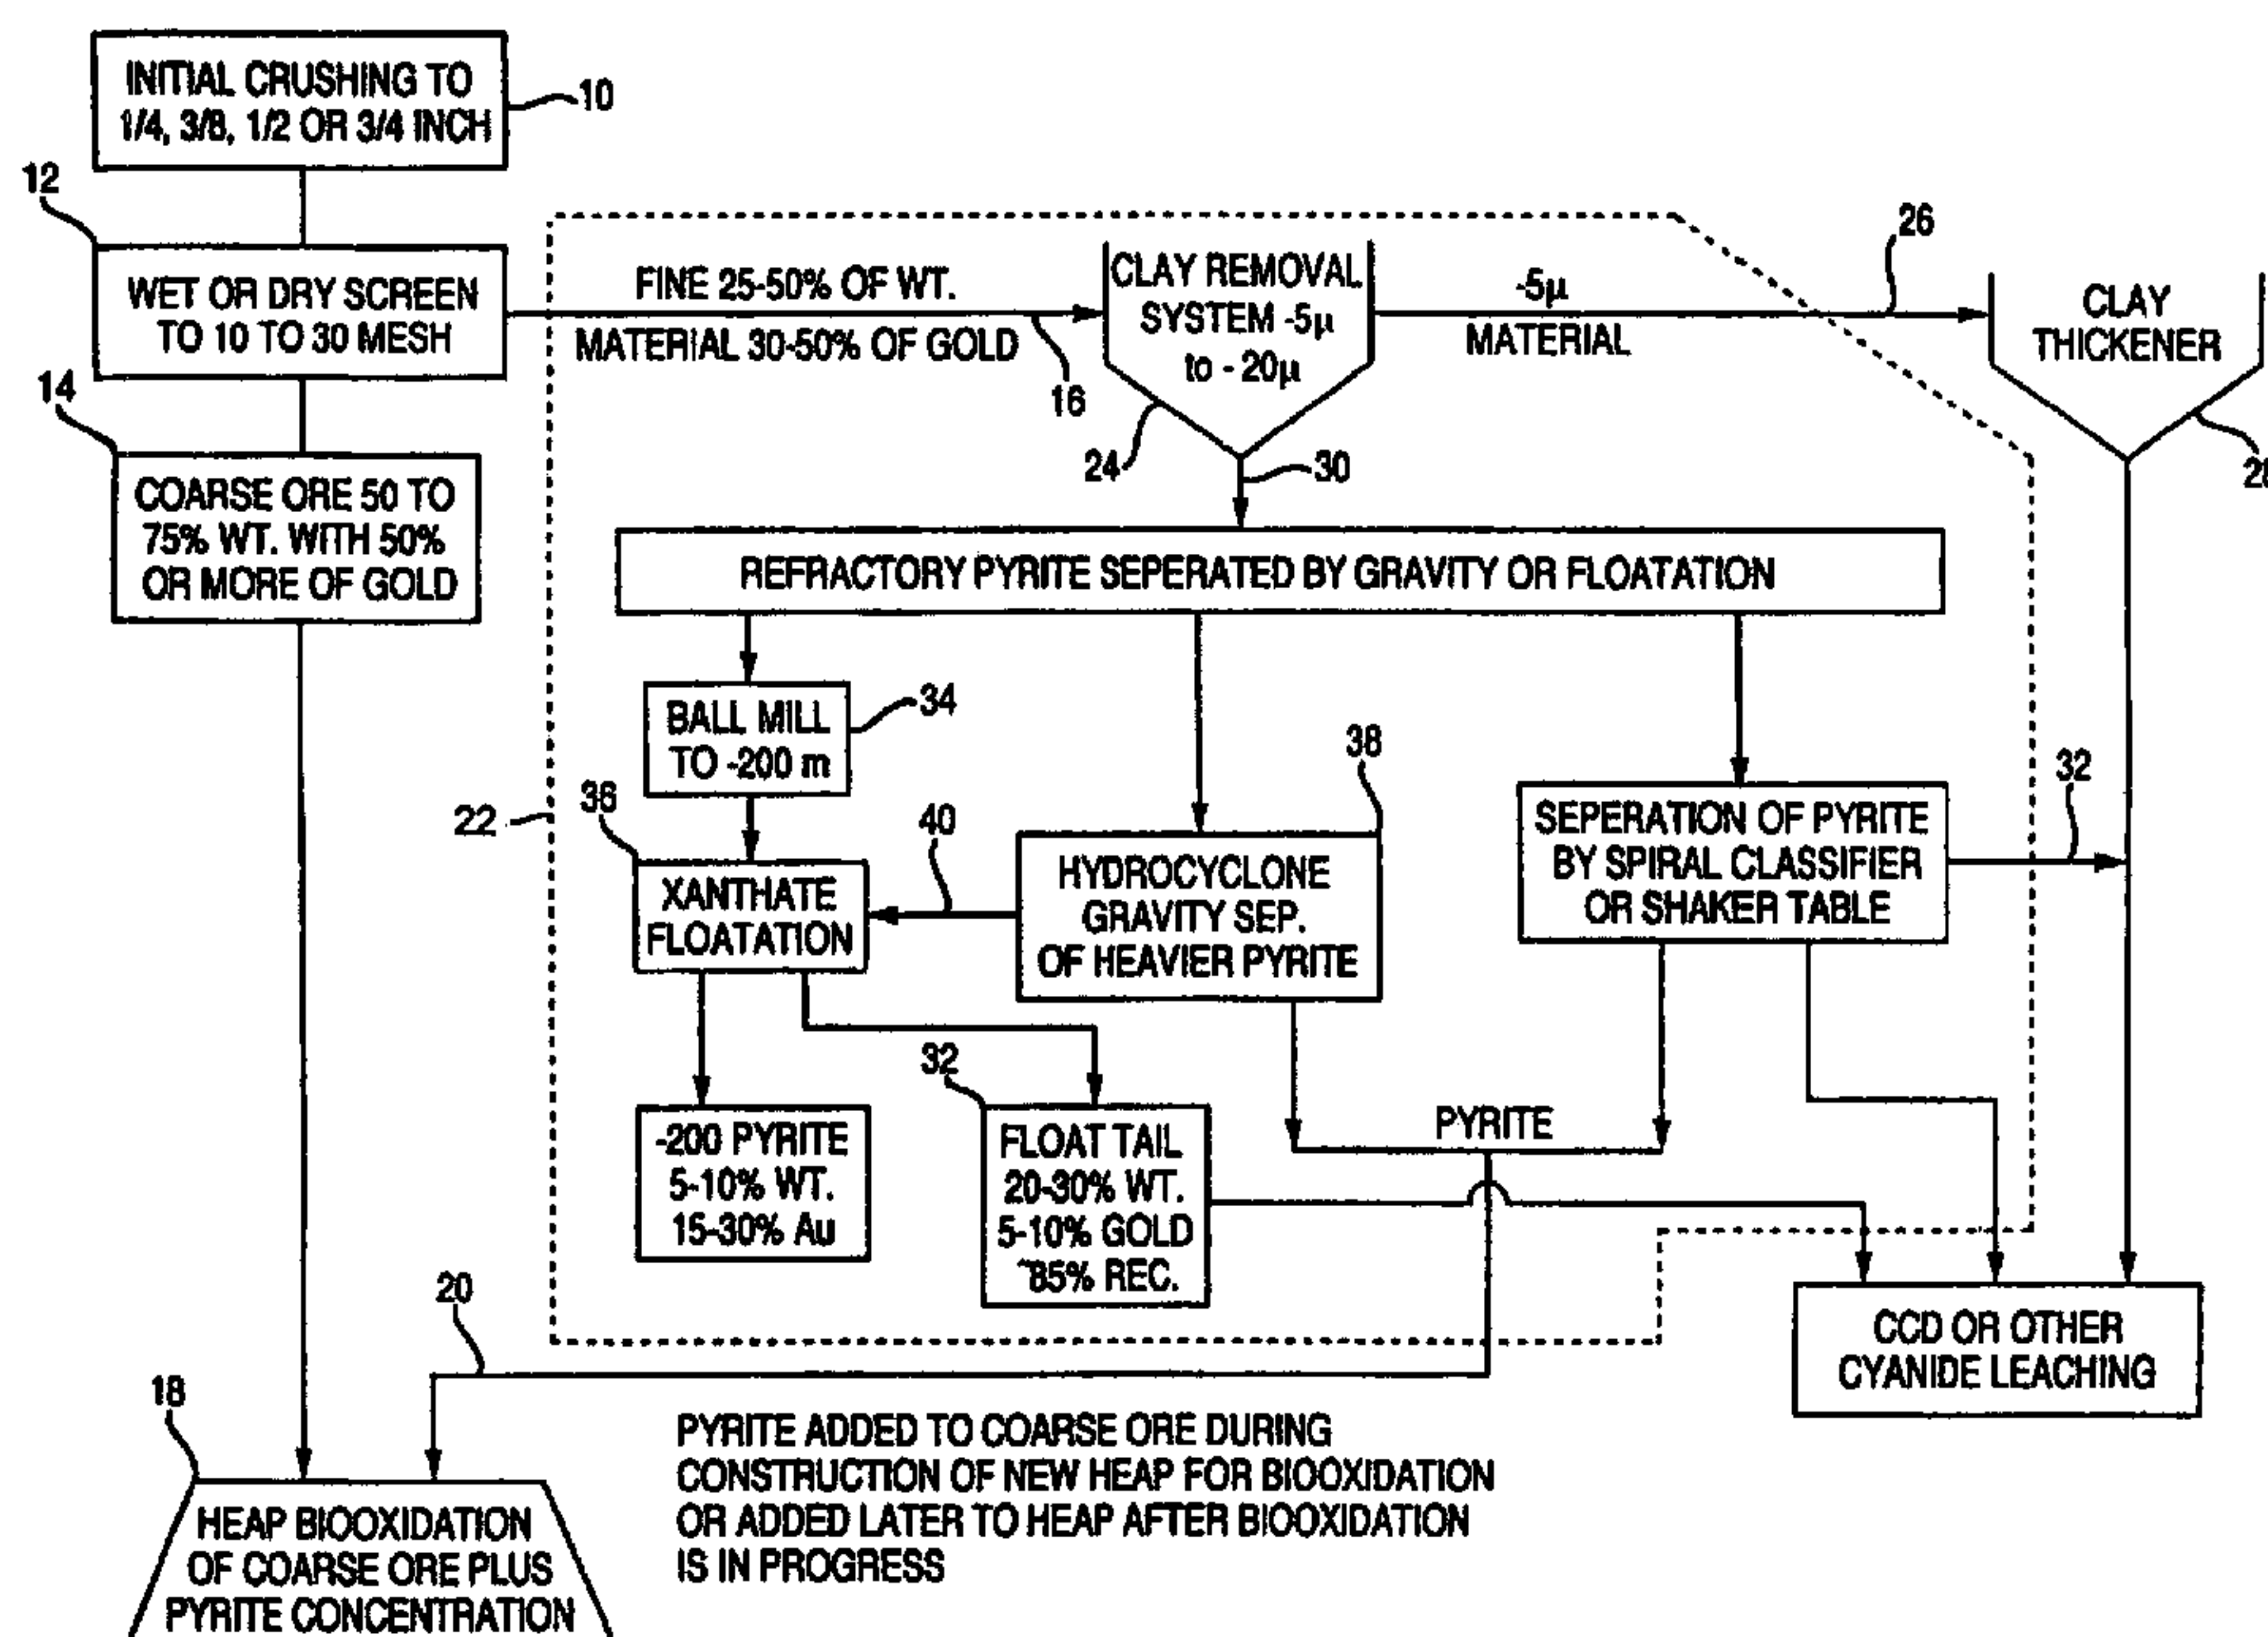 INITIAL CRUSHING TO
1/4, 3/8, 1/2 OR 3/4 INCH
10
12
WET OR DRY SCREEN
TO 10 TO 30 MESH
14
COARSE ORE 50 TO
75% WT. WITH 50%
OR MORE OF GOLD
FINE 25-50% OF WT.
MATERIAL 30-50% OF GOLD
16
CLAY REMOVAL
SYSTEM -5µ
to - 20µ
24
-5µ
MATERIAL
26
CLAY
THICKENER
30
REFRACTORY PYRITE SEPERATED BY GRAVITY OR FLOATATION
BALL MILL
TO -200 m
34
22
36
XANTHATE
FLOATATION
40
38
HYDROCYCLONE
GRAVITY SEP.
OF HEAVIER PYRITE
SEPERATION OF PYRITE
BY SPIRAL CLASSIFIER
OR SHAKER TABLE
32
-200 PYRITE
5-10% WT.
15-30% Au
32
FLOAT TAIL
20-30% WT.
5-10% GOLD
~85% REC.
PYRITE
CCD OR OTHER
CYANIDE LEACHING
20
18
HEAP BIOOXIDATION
OF COARSE ORE PLUS
PYRITE CONCENTRATION
PYRITE ADDED TO COARSE ORE DURING
CONSTRUCTION OF NEW HEAP FOR BIOOXIDATION
OR ADDED LATER TO HEAP AFTER BIOOXIDATION
IS IN PROGRESS